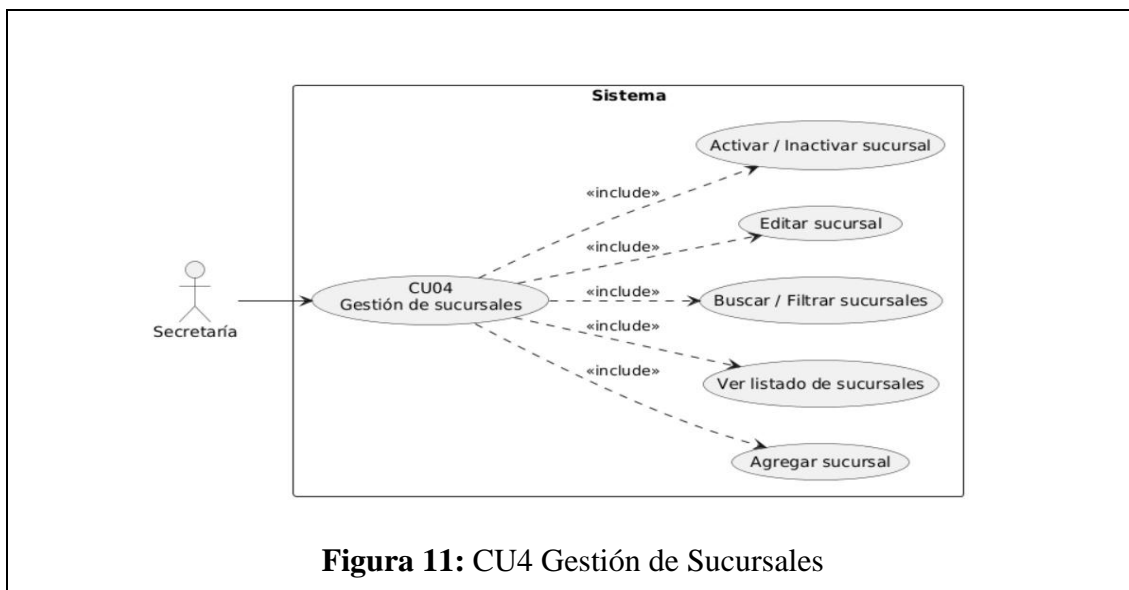 Sistema
Activar / Inactivar sucursal
«include»
Editar sucursal
«include»
CU04
Gestión de sucursales
«include»
Buscar / Filtrar sucursales
Secretaría
«include»
Ver listado de sucursales
«include»
Agregar sucursal
Figura 11: CU4 Gestión de Sucursales